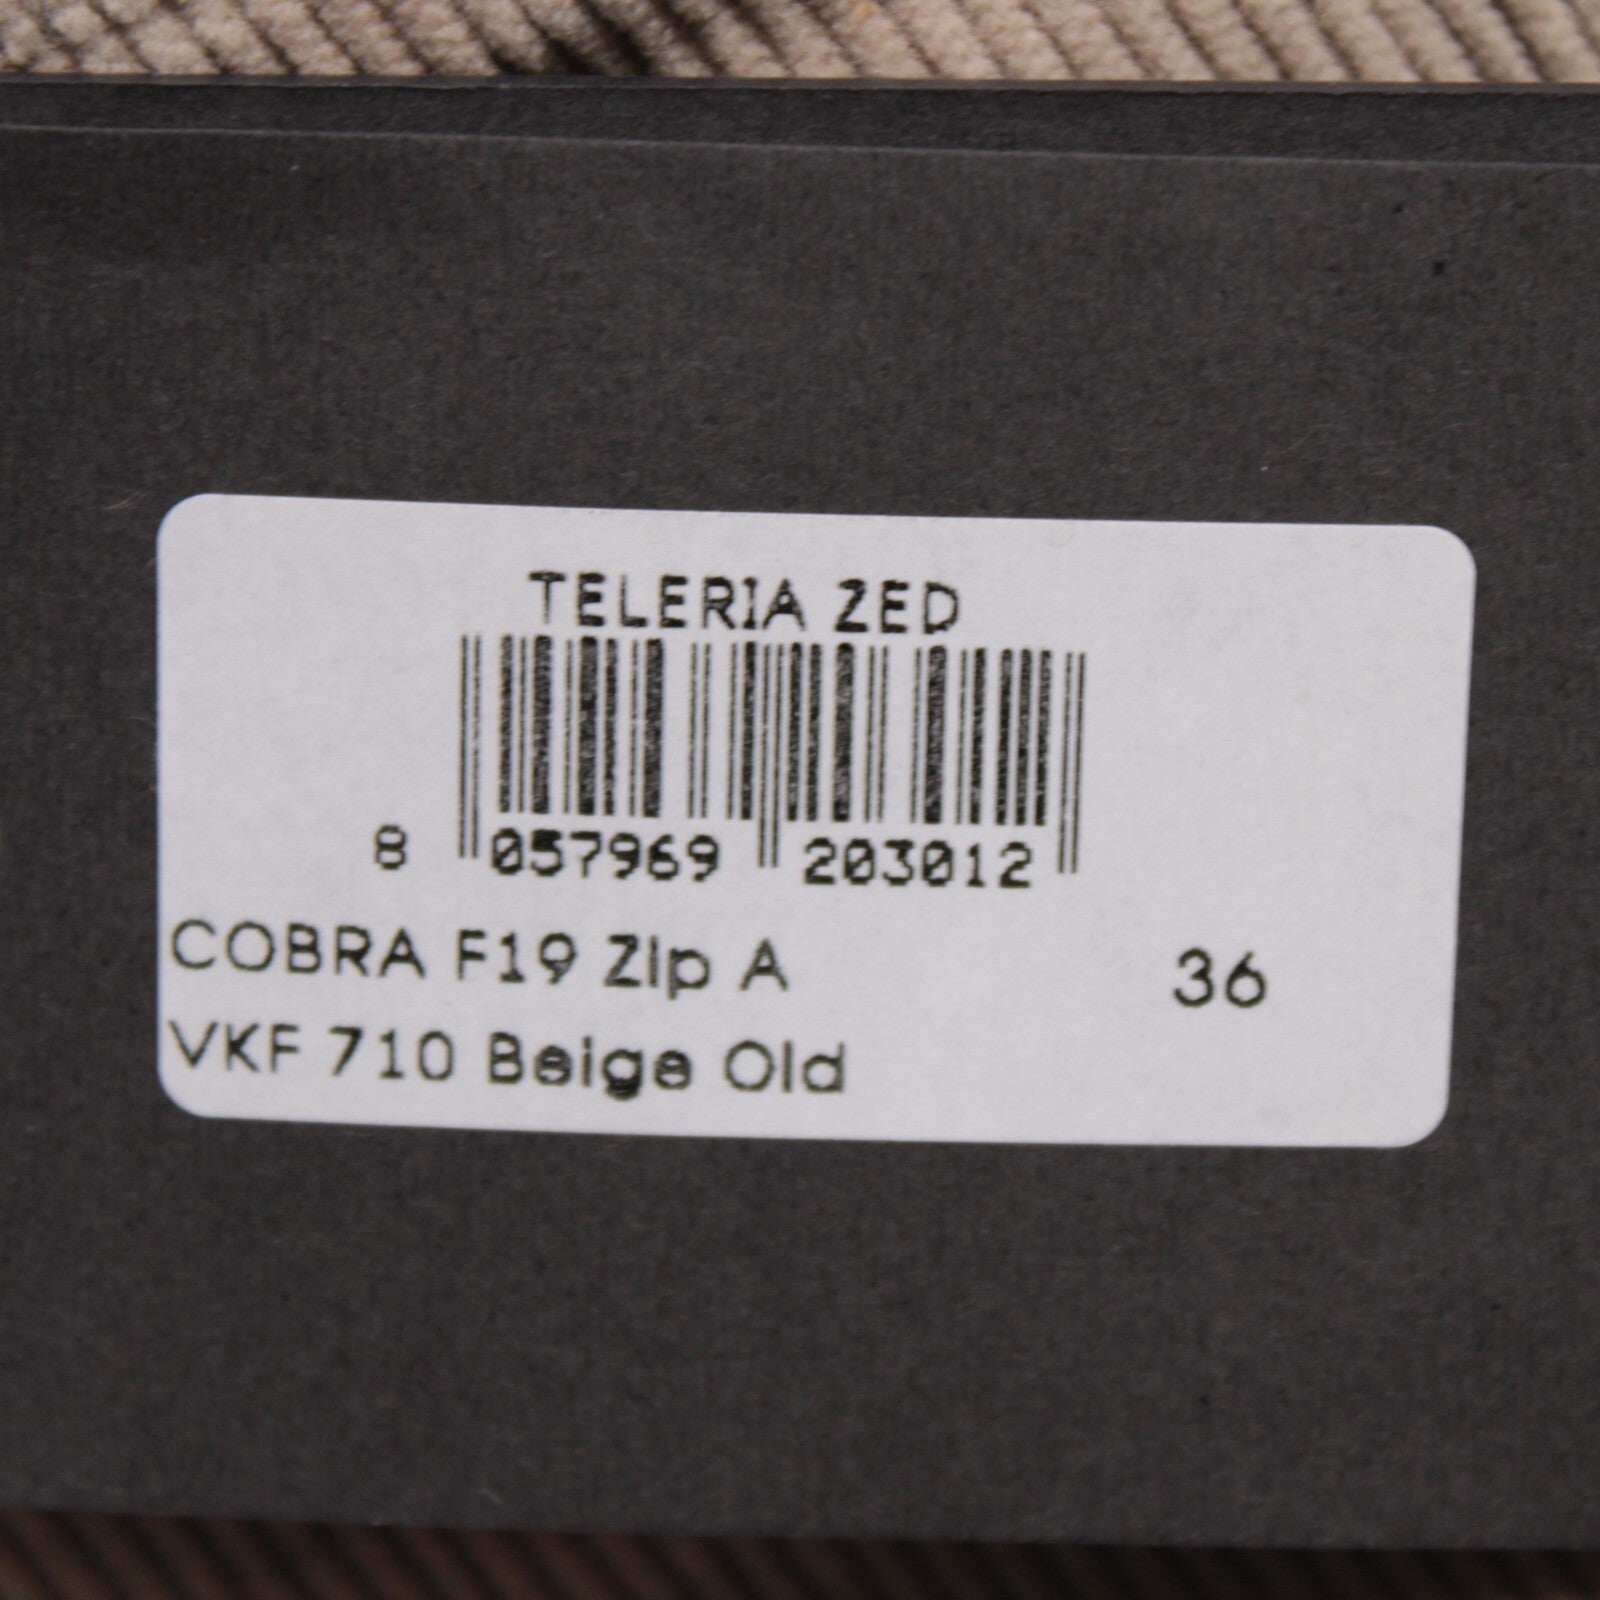 TELERIA ZED
8 057969 203012
COBRA F19 Zip A 36
VKF 710 Beige Old